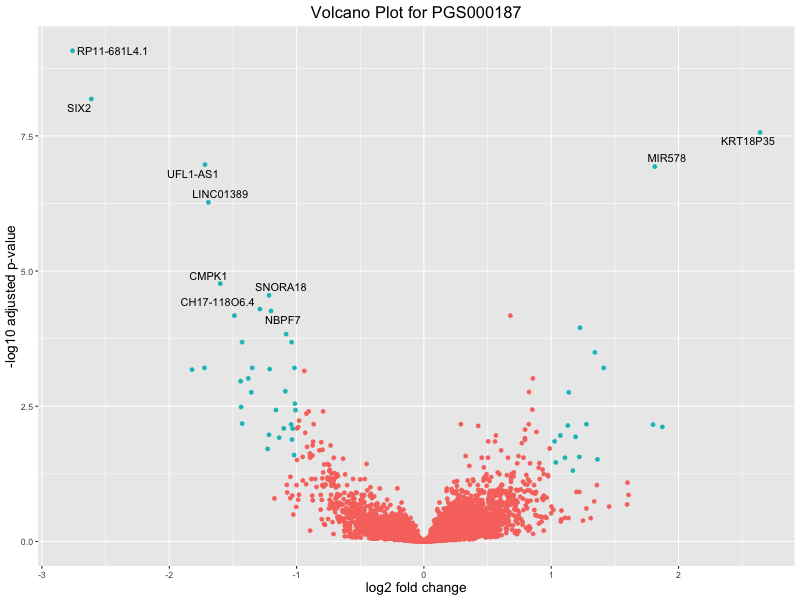 Volcano Plot for PGS000187
RP11-681L4.1
SIX2
KRT18P35
MIR578
UFL1-AS1
LINC01389
CMPK1
SNORA18
CH17-118O6.4
NBPF7
-log10 adjusted p-value
7.5
5.0
2.5
0.0
-3 -2 -1 0 1 2
log2 fold change